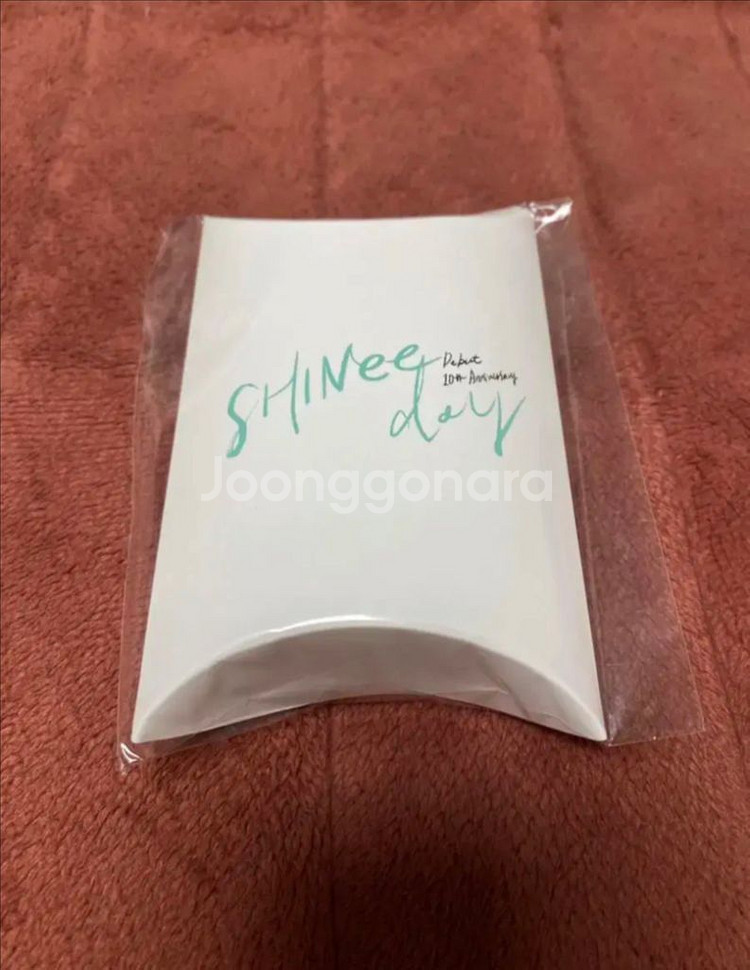 SHINee
Debut
10th Anniversary
day
Joonggonara